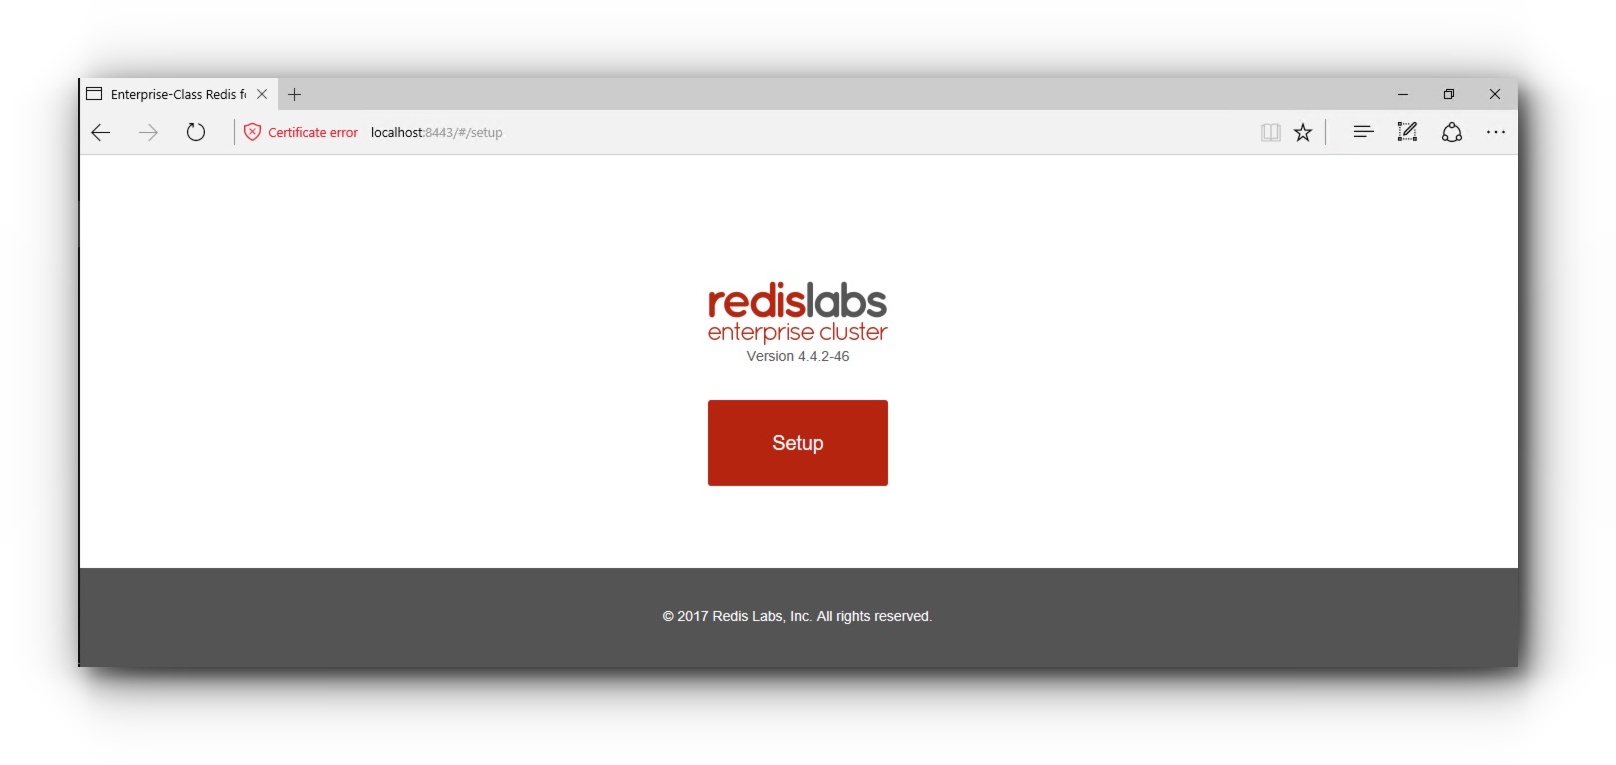 Enterprise-Class Redis f
Certificate error localhost:8443/#/setup
redislabs
enterprise cluster
Version 4.4.2-46
Setup
© 2017 Redis Labs, Inc. All rights reserved.